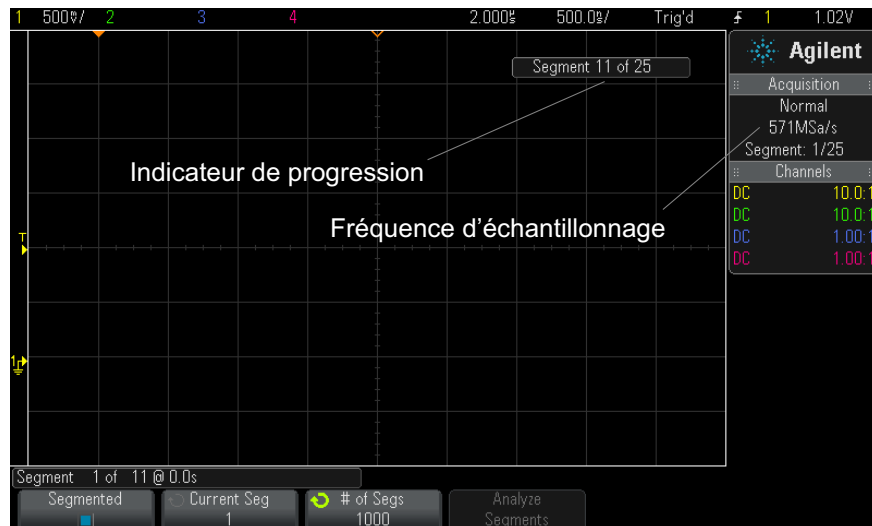 1 500▽/ 2 3 4 2.000s 500.0s/ Trig'd 1 1.02V
Segment 11 of 25
Agilent
Acquisition
Normal
571MSa/s
Segment: 1/25
Channels
DC 10.0:1
DC 10.0:1
DC 1.00:1
DC 1.00:1
Indicateur de progression
Fréquence d'échantillonnage
T
1
Segment 1 of 11 @ 0.0s
Segmented
Current Seg
1
# of Segs
1000
Analyze
Segments